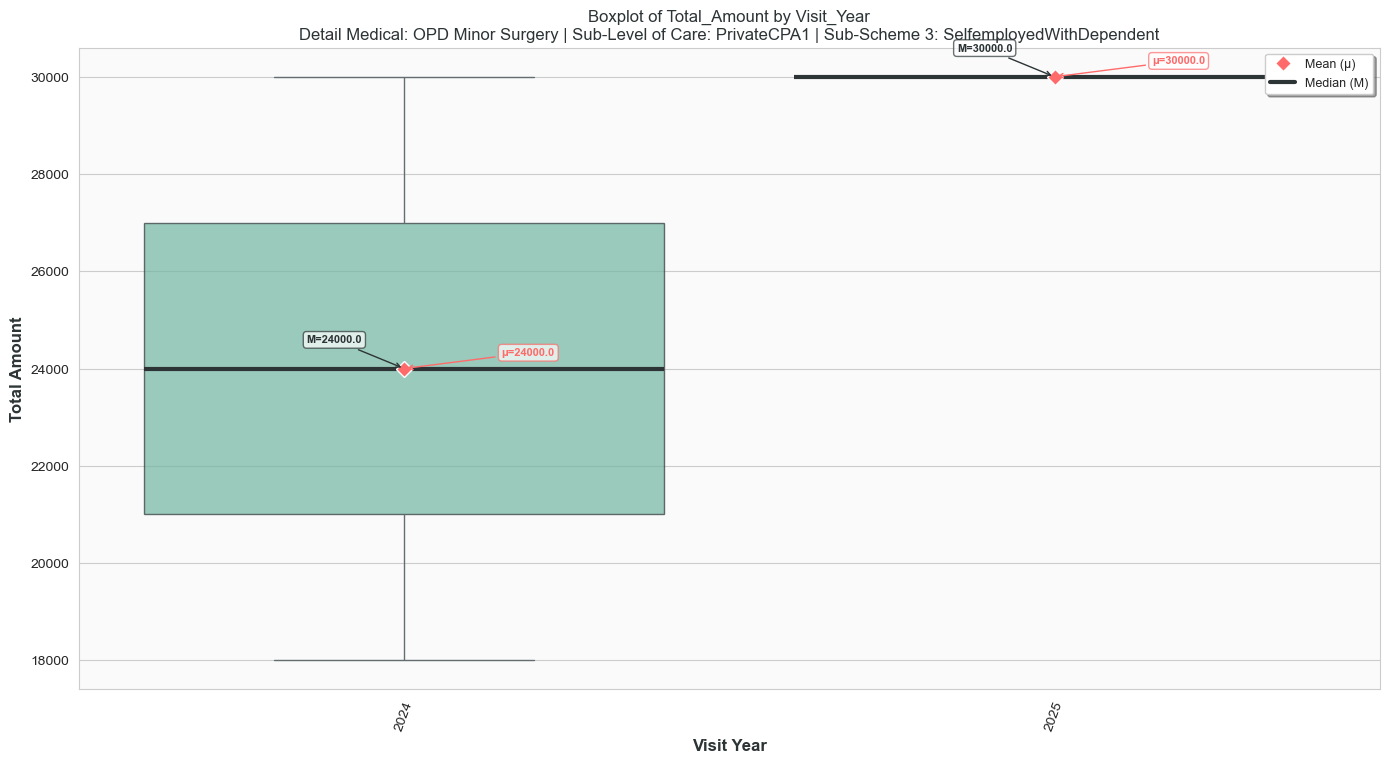 Boxplot of Total_Amount by Visit_Year
Detail Medical: OPD Minor Surgery | Sub-Level of Care: PrivateCPA1 | Sub-Scheme 3: SelfemployedWithDependent
M=30000.0
μ=30000.0
Mean (μ)
Median (M)
30000
28000
26000
24000
22000
20000
18000
M=24000.0
μ=24000.0
Total Amount
2024
2025
Visit Year